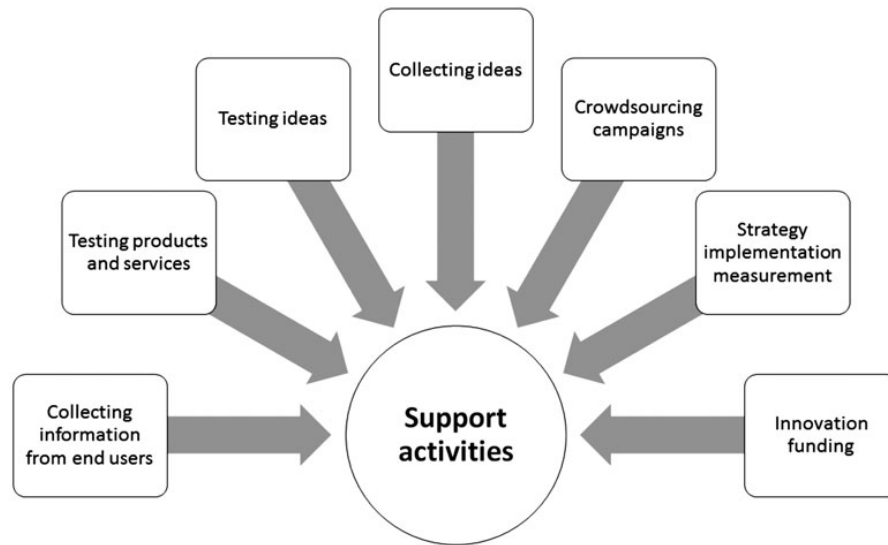 Collecting ideas
Testing ideas
Crowdsourcing
campaigns
Testing products
and services
Strategy
implementation
measurement
Collecting
information
from end users
Support
activities
Innovation
funding